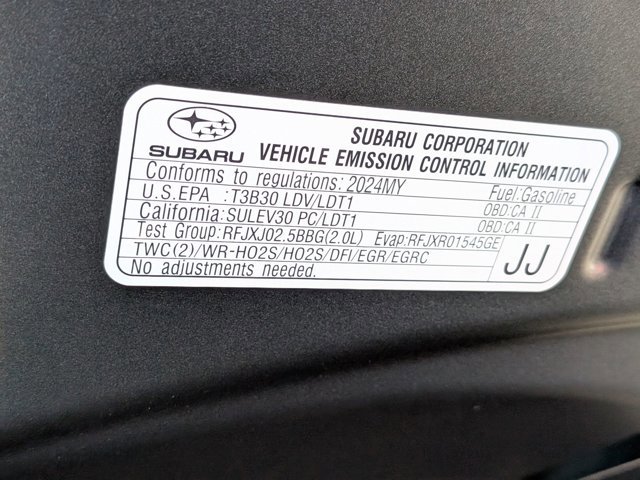 SUBARU
SUBARU CORPORATION
VEHICLE EMISSION CONTROL INFORMATION
Conforms to regulations: 2024MY Fuel:Gasoline
U.S.EPA :T3B30 LDV/LDT1 OBD:CA II
California:SULEV30 PC/LDT1 OBD:CA II
Test Group:RFJXJ02.5BBG(2.0L) Evap:RFJXR01545GE
TWC(2)/WR-HO2S/HO2S/DFI/EGR/EGRC
No adjustments needed.
JJ